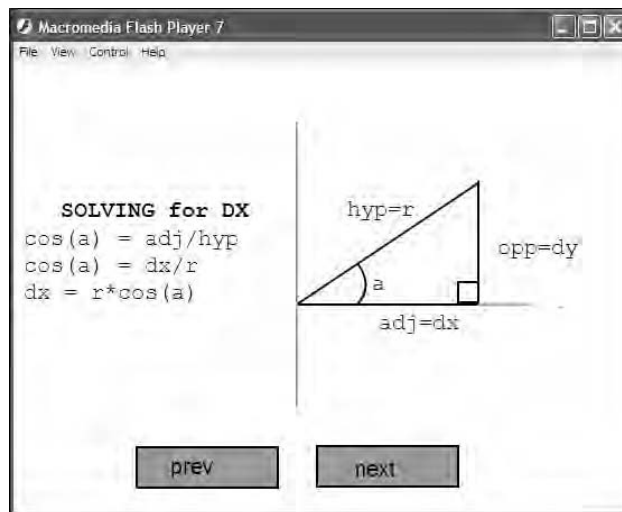 Macromedia Flash Player 7
File View Control Help
SOLVING for DX
cos(a) = adj/hyp
cos(a) = dx/r
dx = r*cos(a)
hyp=r
opp=dy
a
adj=dx
prev
next